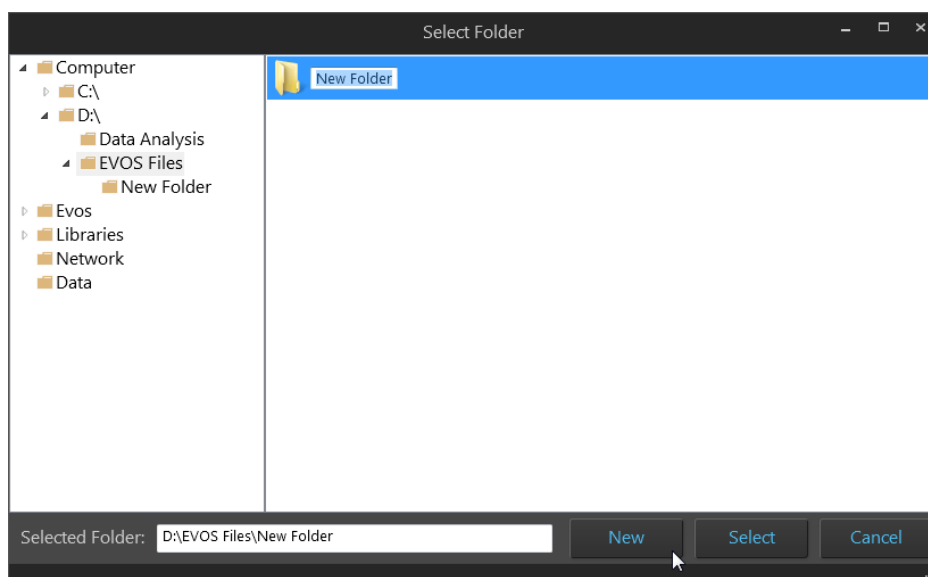 Select Folder
Computer
C:\
D:\
Data Analysis
EVOS Files
New Folder
Evos
Libraries
Network
Data
New Folder
Selected Folder: D:\EVOS Files\New Folder New Select Cancel